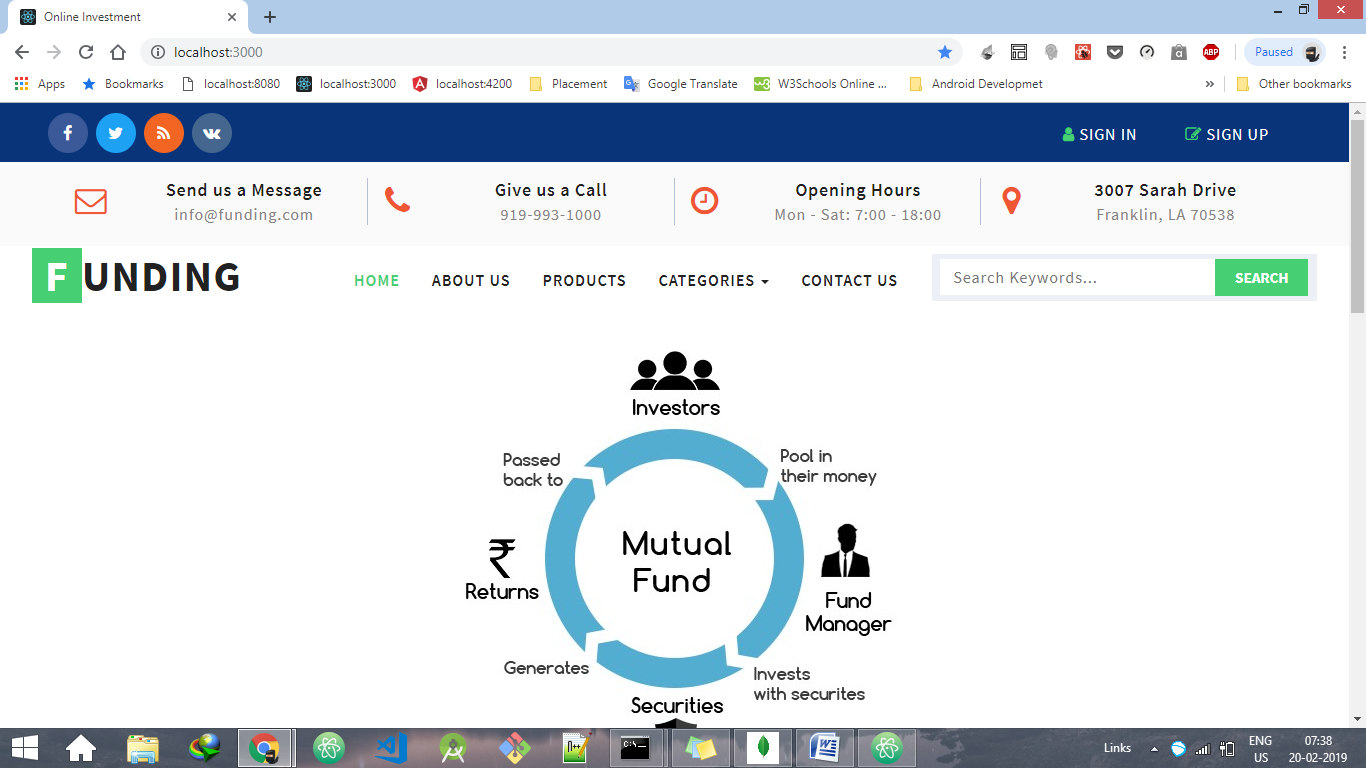 Online Investment
localhost:3000
ABP
Paused
Apps
Bookmarks
localhost:8080
localhost:3000
localhost:4200
Placement
Google Translate
W3Schools Online ...
Android Developmet
»
Other bookmarks
SIGN IN
SIGN UP
Send us a Message
info@funding.com
Give us a Call
919-993-1000
Opening Hours
Mon - Sat: 7:00 - 18:00
3007 Sarah Drive
Franklin, LA 70538
FUNDING
HOME
ABOUT US
PRODUCTS
CATEGORIES
CONTACT US
Search Keywords...
SEARCH
Investors
Passed
back to
Pool in
their money
Mutual
Fund
₹
Returns
Fund
Manager
Generates
Invests
with securites
Securities
Links
ENG
US
07:38
20-02-2019